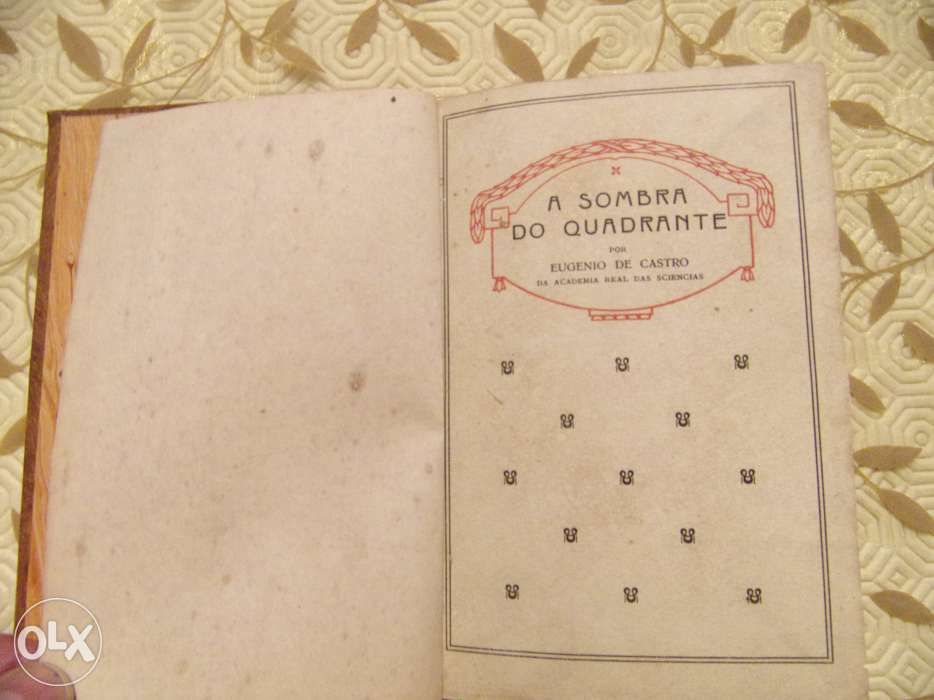 A SOMBRA
DO QUADRANTE
POR
EUGENIO DE CASTRO
DA ACADEMIA REAL DAS SCIENCIAS
OLX